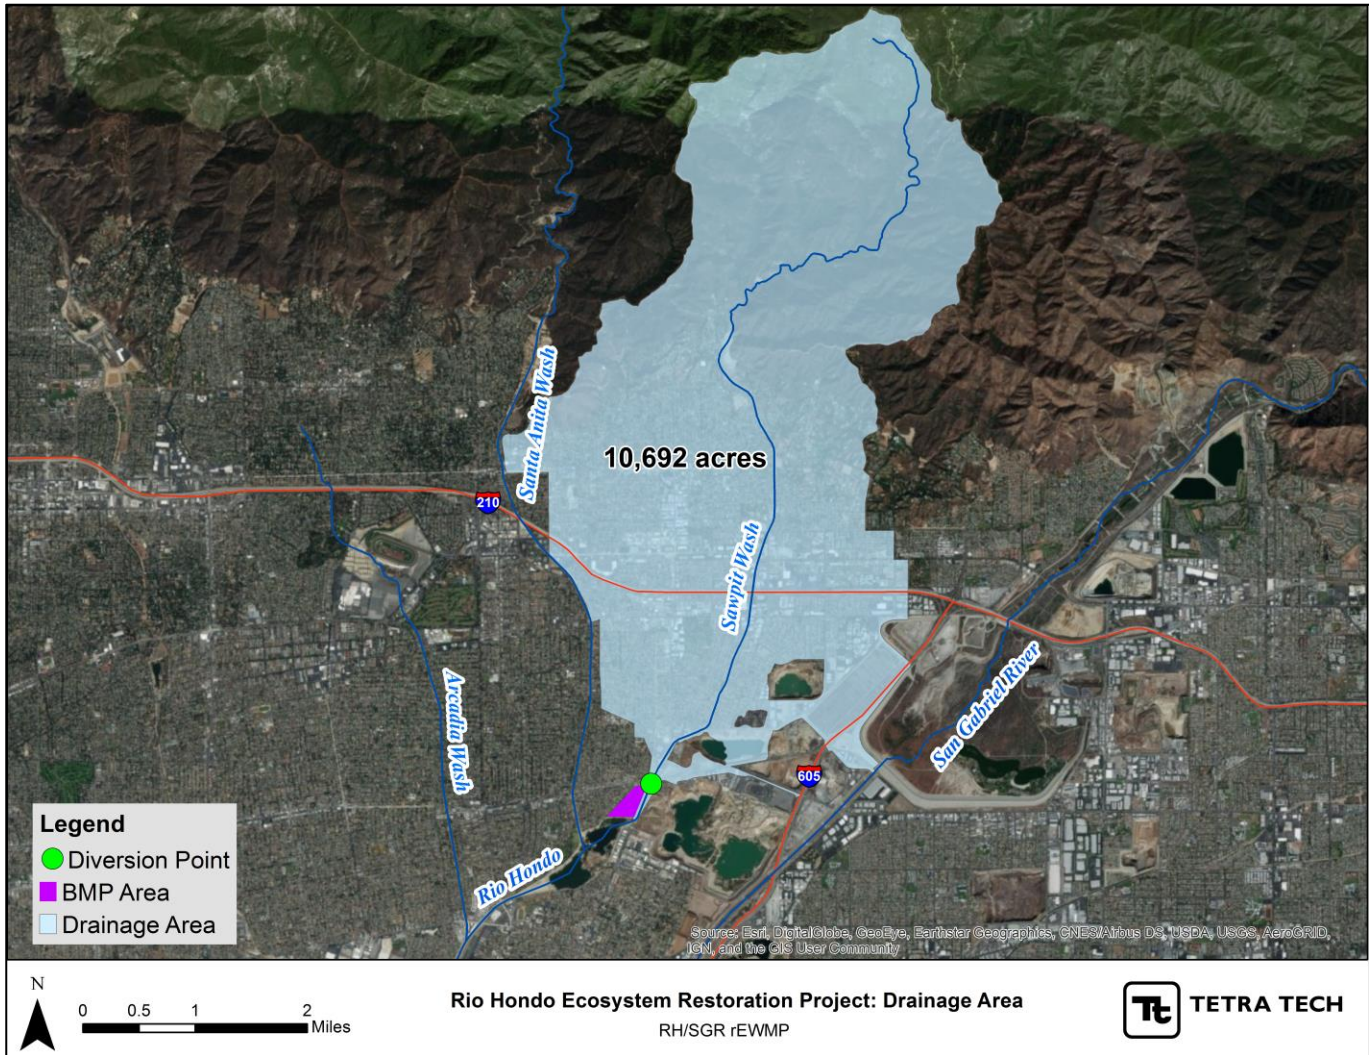 Santa Anita Wash
10,692 acres
210
Sawpit Wash
Arcadia Wash
San Gabriel River
605
Rio Hondo
Legend
Diversion Point
BMP Area
Drainage Area
Source: Esri, DigitalGlobe, GeoEye, Earthstar Geographics, CNES/Airbus DS, USDA, USGS, AeroGRID,
IGN, and the GIS User Community
N
0 0.5 1 2
Miles
Rio Hondo Ecosystem Restoration Project: Drainage Area
RH/SGR rEWMP
Tt TETRA TECH